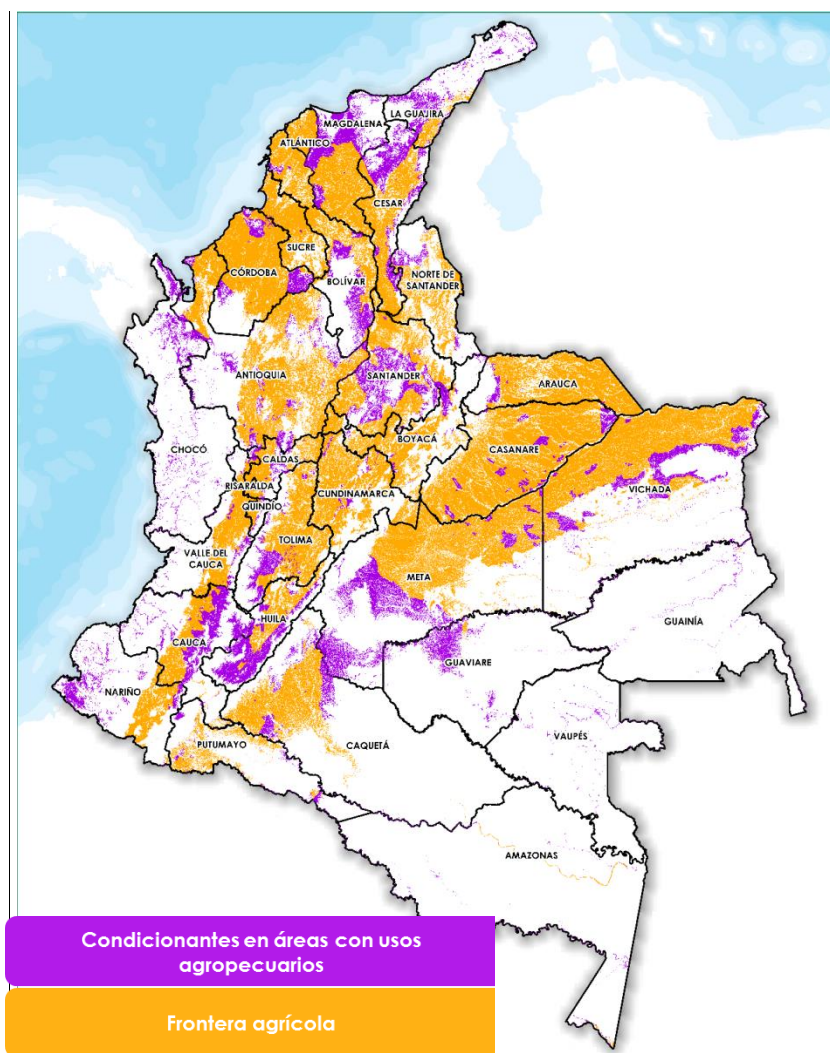 LA GUAJIRA
MAGDALENA
ATLÁNTICO
CESAR
SUCRE
NORTE DE
SANTANDER
CÓRDOBA
BOLÍVAR
ANTIOQUIA
SANTANDER
ARAUCA
CHOCÓ
BOYACÁ
CASANARE
CALDAS
RISARALDA
CUNDINAMARCA
VICHADA
QUINDÍO
TOLIMA
VALLE DEL
CAUCA
META
HUILA
GUAINÍA
CAUCA
GUAVIARE
NARIÑO
VAUPÉS
PUTUMAYO
CAQUETÁ
AMAZONAS
Condicionantes en áreas con usos
agropecuarios
Frontera agrícola